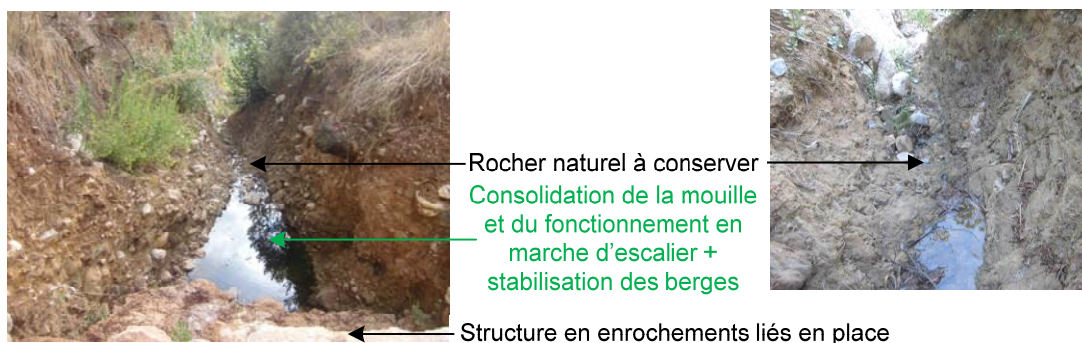 Rocher naturel à conserver
Consolidation de la mouille
et du fonctionnement en
marche d’escalier +
stabilisation des berges
Structure en enrochements liés en place